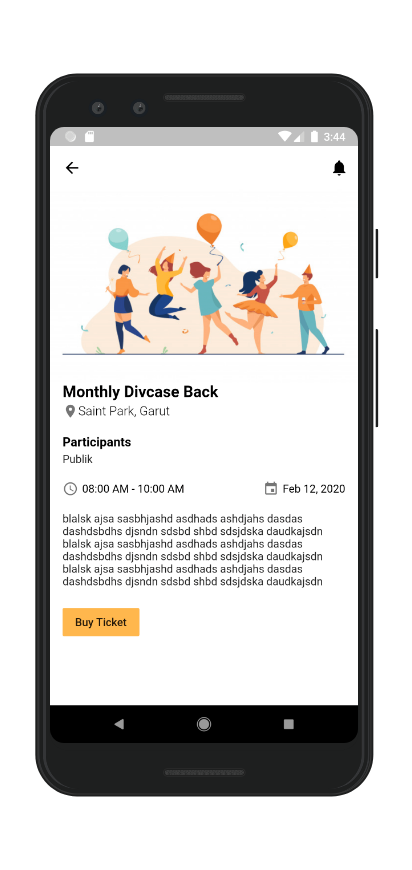 3:44
Monthly Divcase Back
Saint Park, Garut
Participants
Publik
08:00 AM - 10:00 AM Feb 12, 2020
blalsk ajsa sasbhjashd asdhads ashdjahs dasdas
dashdsbdhs djsndn sdsbd shbd sdsjdska daudkajsdn
blalsk ajsa sasbhjashd asdhads ashdjahs dasdas
dashdsbdhs djsndn sdsbd shbd sdsjdska daudkajsdn
blalsk ajsa sasbhjashd asdhads ashdjahs dasdas
dashdsbdhs djsndn sdsbd shbd sdsjdska daudkajsdn
Buy Ticket